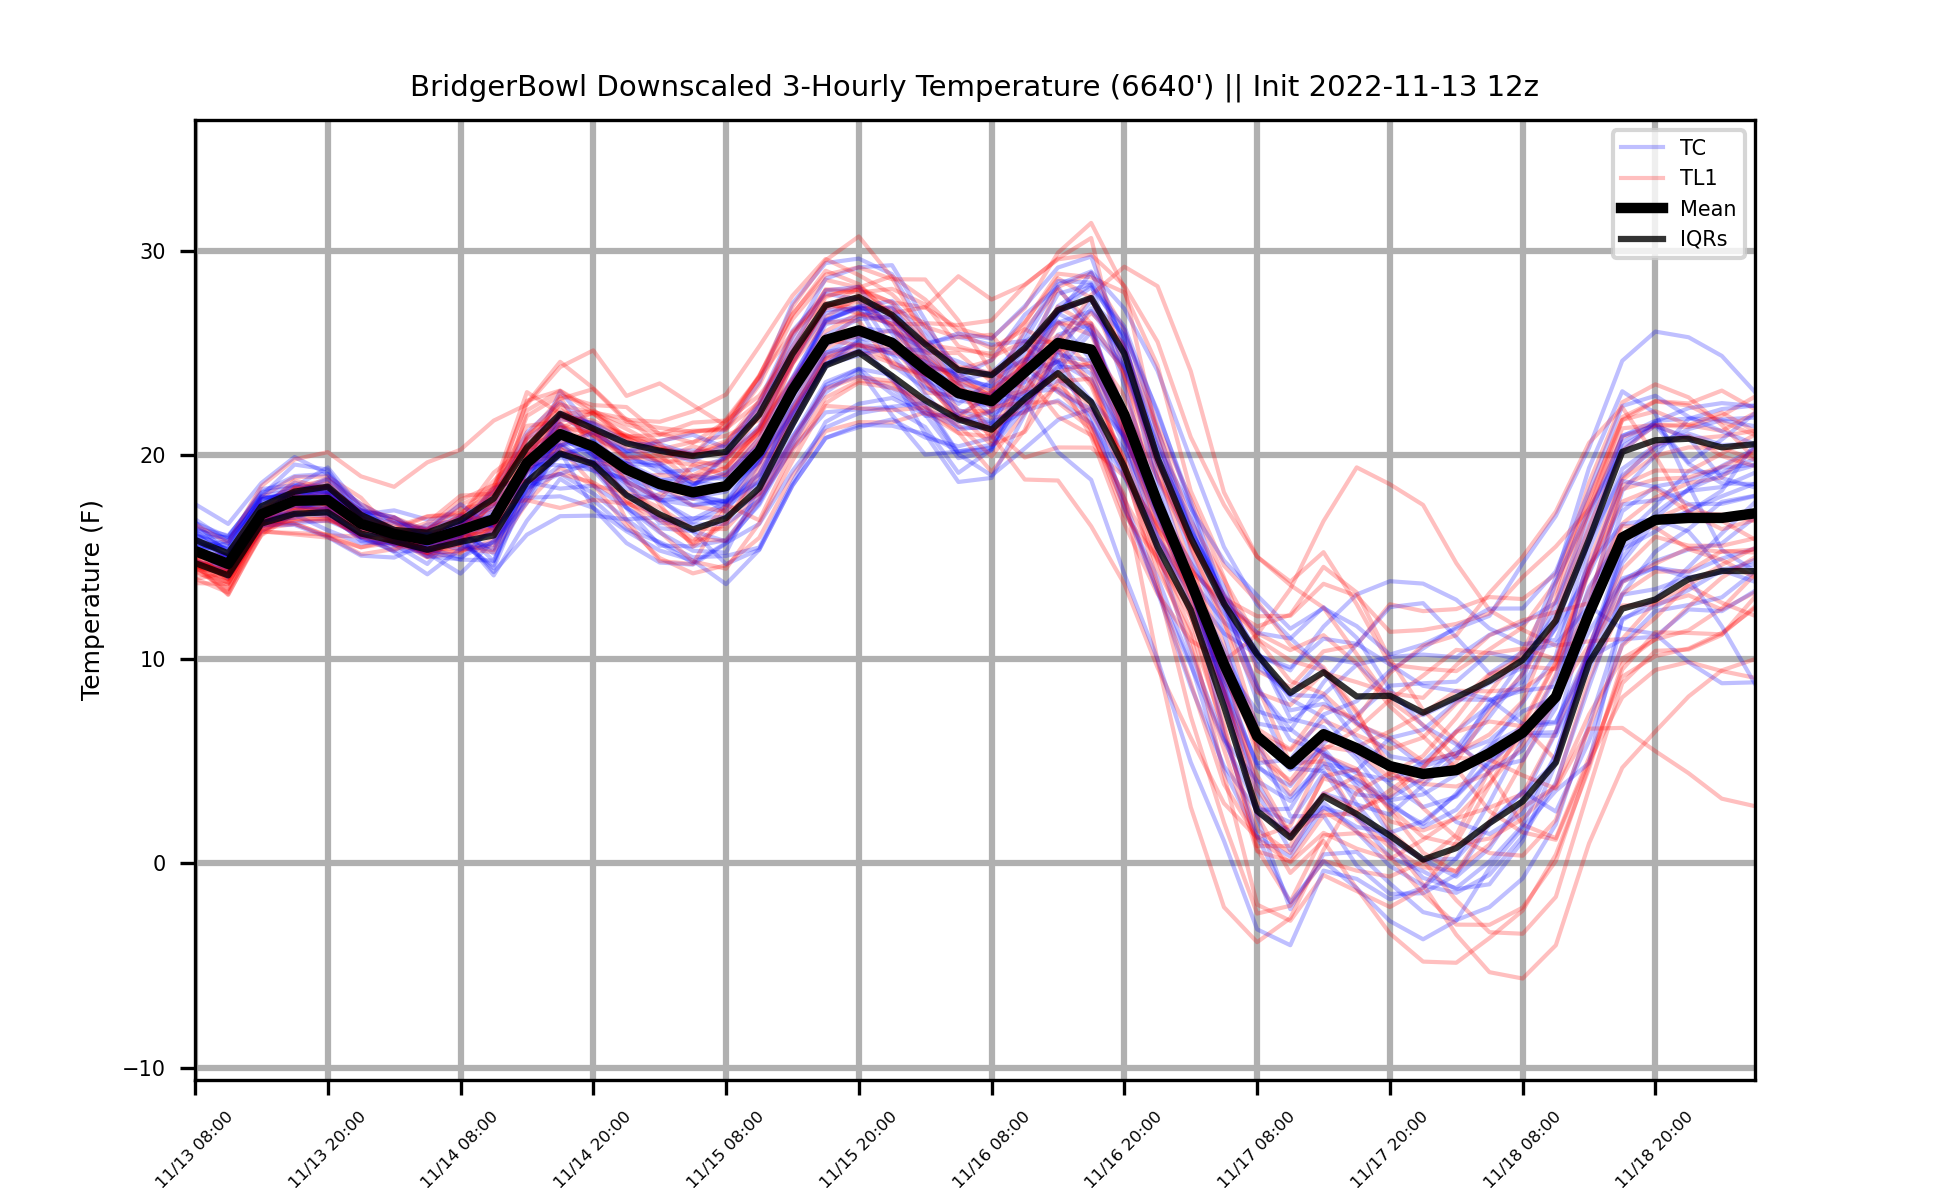 BridgerBowl Downscaled 3-Hourly Temperature (6640') || Init 2022-11-13 12z
TC
TL1
Mean
IQRs
Temperature (F)
30
20
10
0
−10
11/13 08:00
11/13 20:00
11/14 08:00
11/14 20:00
11/15 08:00
11/15 20:00
11/16 08:00
11/16 20:00
11/17 08:00
11/17 20:00
11/18 08:00
11/18 20:00